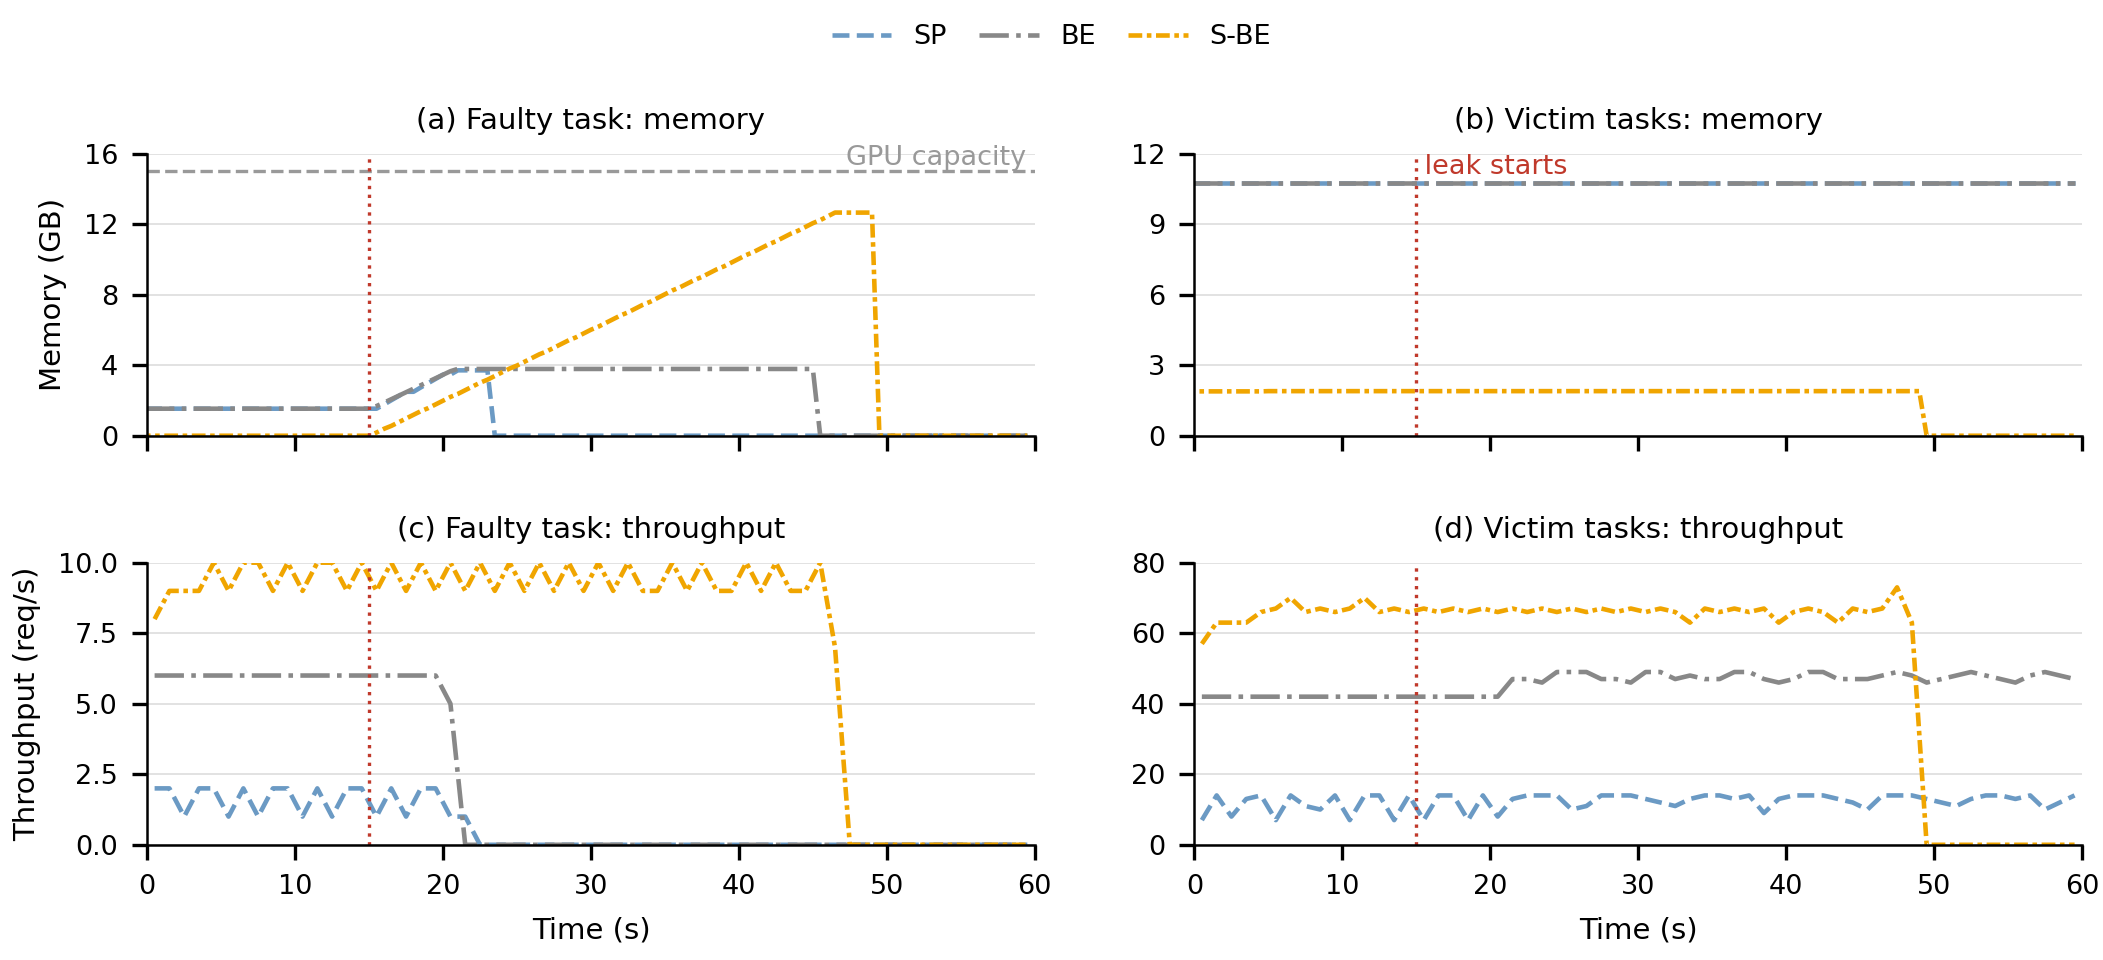 SP BE S-BE
(a) Faulty task: memory
(b) Victim tasks: memory
16
12
8
4
0
Memory (GB)
GPU capacity
12
9
6
3
0
leak starts
(c) Faulty task: throughput
(d) Victim tasks: throughput
10.0
7.5
5.0
2.5
0.0
Throughput (req/s)
0 10 20 30 40 50 60
Time (s)
80
60
40
20
0
0 10 20 30 40 50 60
Time (s)